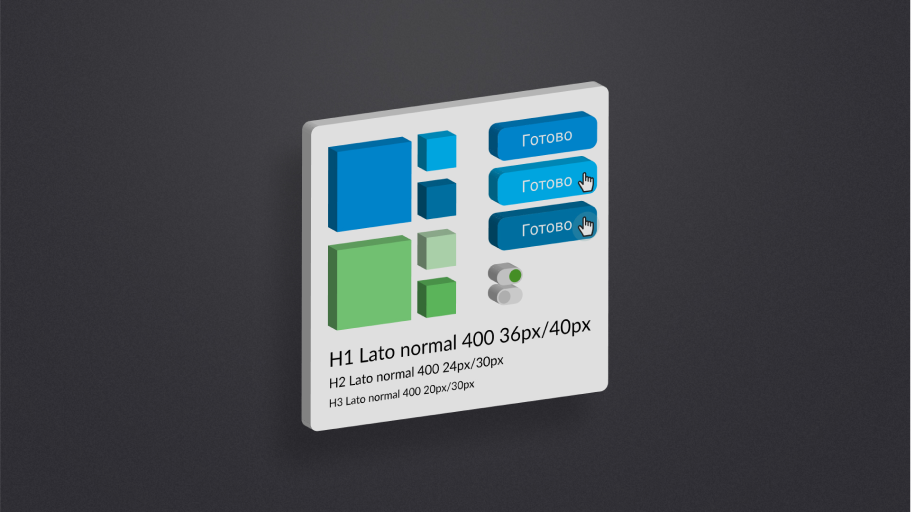 Готово
Готово
Готово
H1 Lato normal 400 36px/40px
H2 Lato normal 400 24px/30px
H3 Lato normal 400 20px/30px